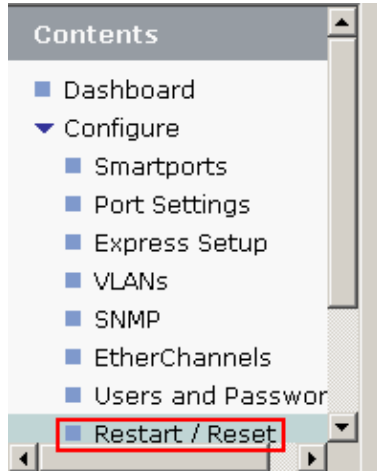 Contents
Dashboard
Configure
Smartports
Port Settings
Express Setup
VLANs
SNMP
EtherChannels
Users and Passwor
Restart / Reset